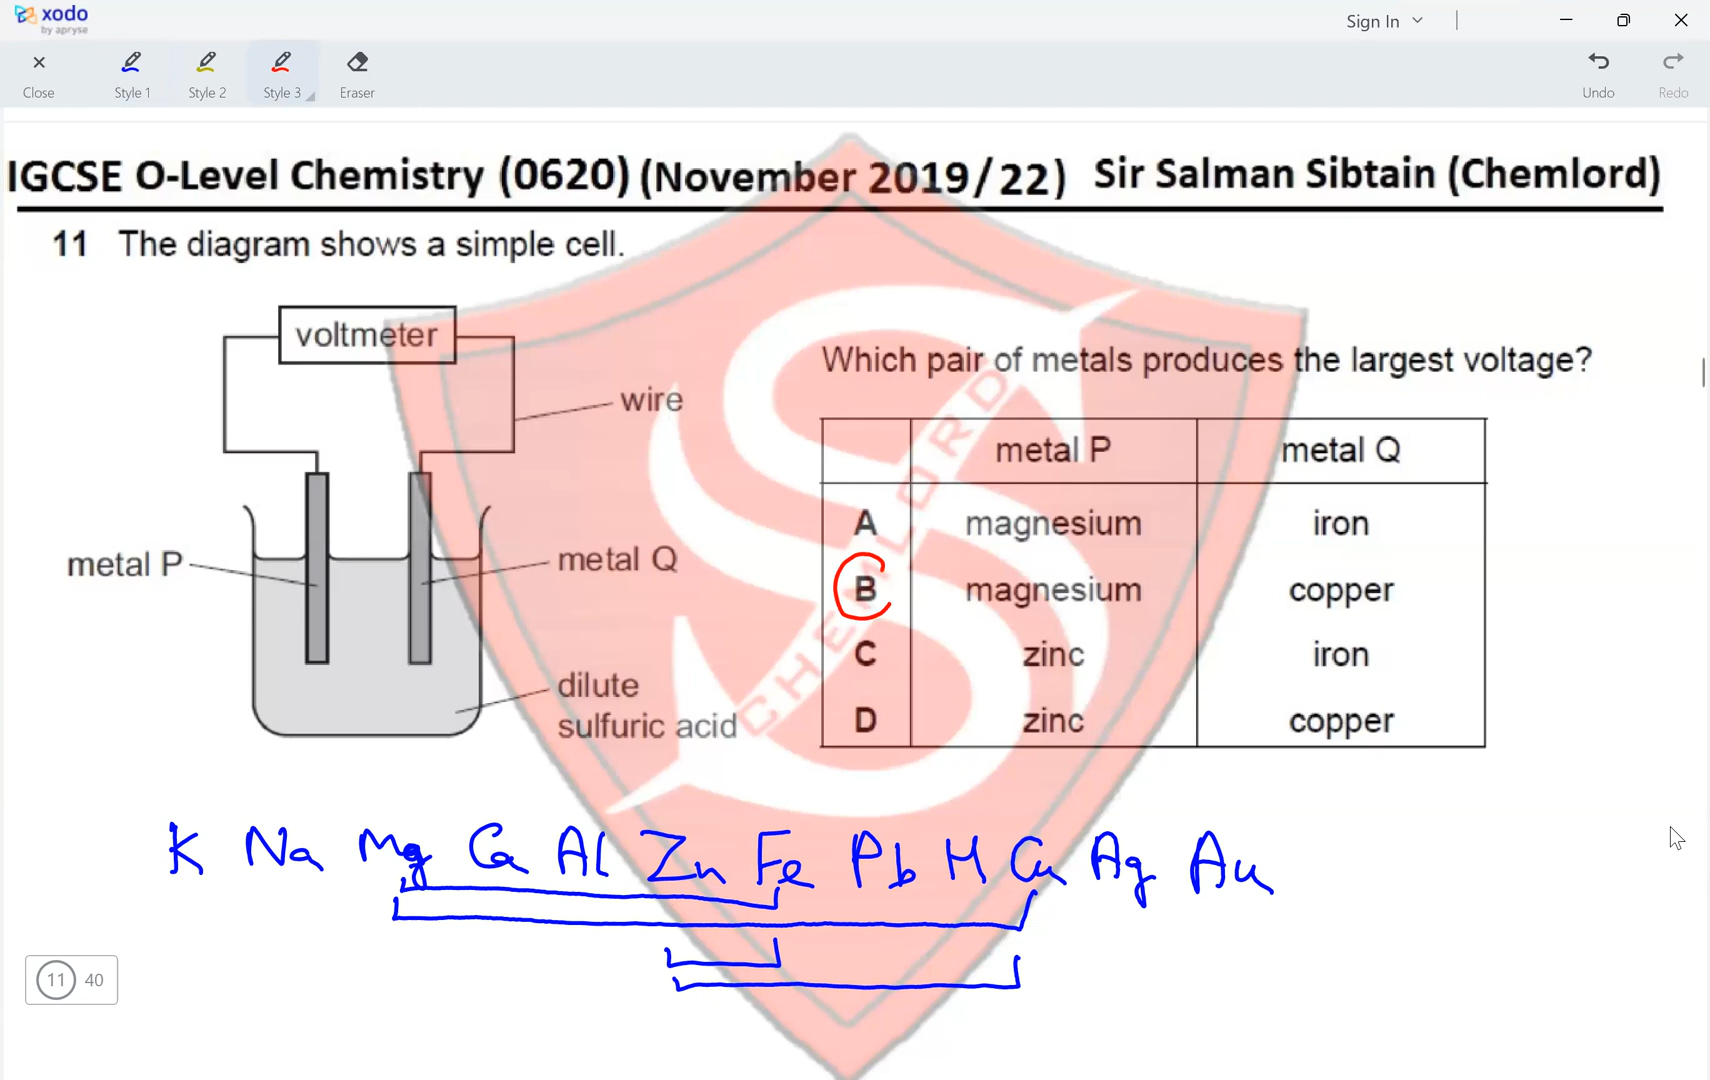 xodo
by apryse
Sign In
Close
Style 1
Style 2
Style 3
Eraser
Undo
Redo
IGCSE O-Level Chemistry (0620) (November 2019/22) Sir Salman Sibtain (Chemlord)
11 The diagram shows a simple cell.
voltmeter
wire
metal P
metal Q
dilute
sulfuric acid
Which pair of metals produces the largest voltage?
metal P metal Q
A magnesium iron
B magnesium copper
C zinc iron
D zinc copper
CHEMLORD
K Na Mg Ca Al Zn Fe Pb H Cu Ag Au
11 40